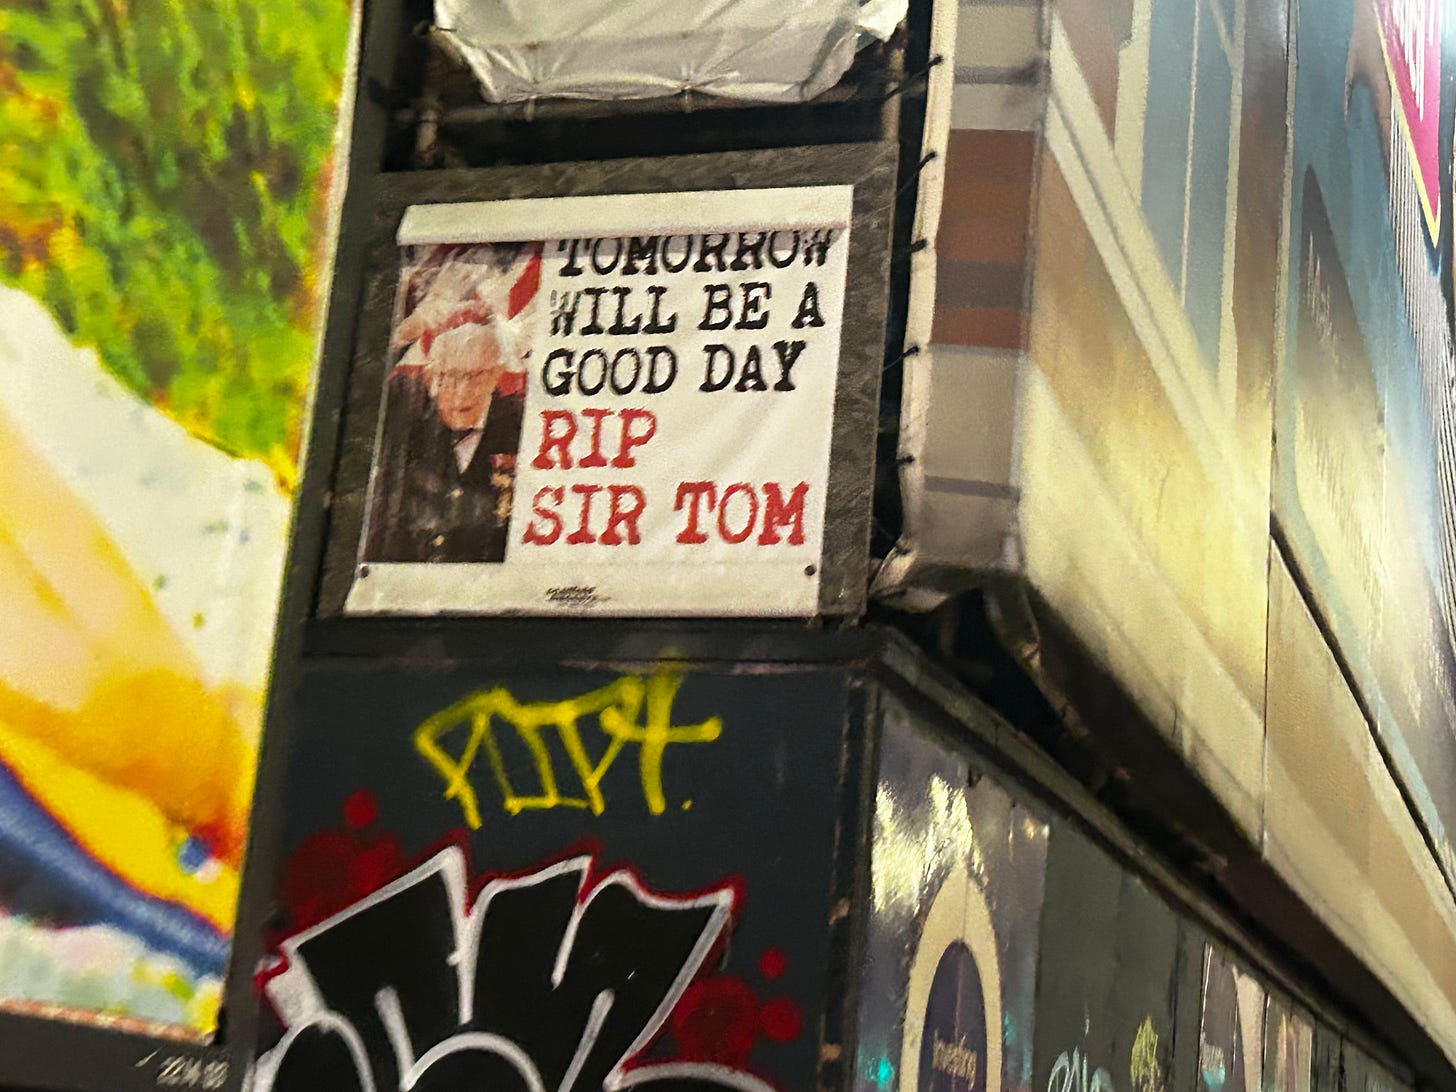 TOMORROW
WILL BE A
GOOD DAY
RIP
SIR TOM